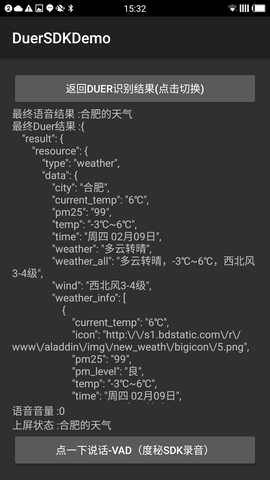 15:32
DuerSDKDemo
返回DUER识别结果(点击切换)
最终语音结果 :合肥的天气
最终Duer结果 :{
"result": {
"resource": {
"type": "weather",
"data": {
"city": "合肥",
"current_temp": "6℃",
"pm25": "99",
"temp": "-3℃~6℃",
"time": "周四 02月09日",
"weather": "多云转晴",
"weather_all": "多云转晴，-3℃~6℃，西北风
3-4级",
"wind": "西北风3-4级",
"weather_info": [
{
"current_temp": "6℃",
"icon": "http:\/\/s1.bdstatic.com\/r\/
www\/aladdin\/img\/new_weath\/bigicon\/5.png",
"pm25": "99",
"pm_level": "良",
"temp": "-3℃~6℃",
"time": "周四 02月09日",
语音音量 :0
上屏状态 :合肥的天气
点一下说话-VAD（度秘SDK录音）